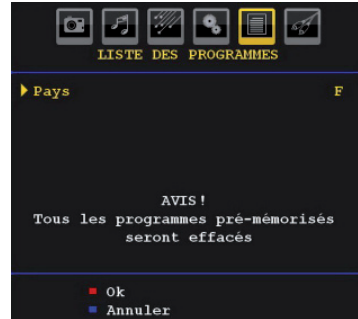 LISTE DES PROGRAMMES
Pays F
AVIS!
Tous les programmes pré-mémorisés
seront effacés
Ok
Annuler